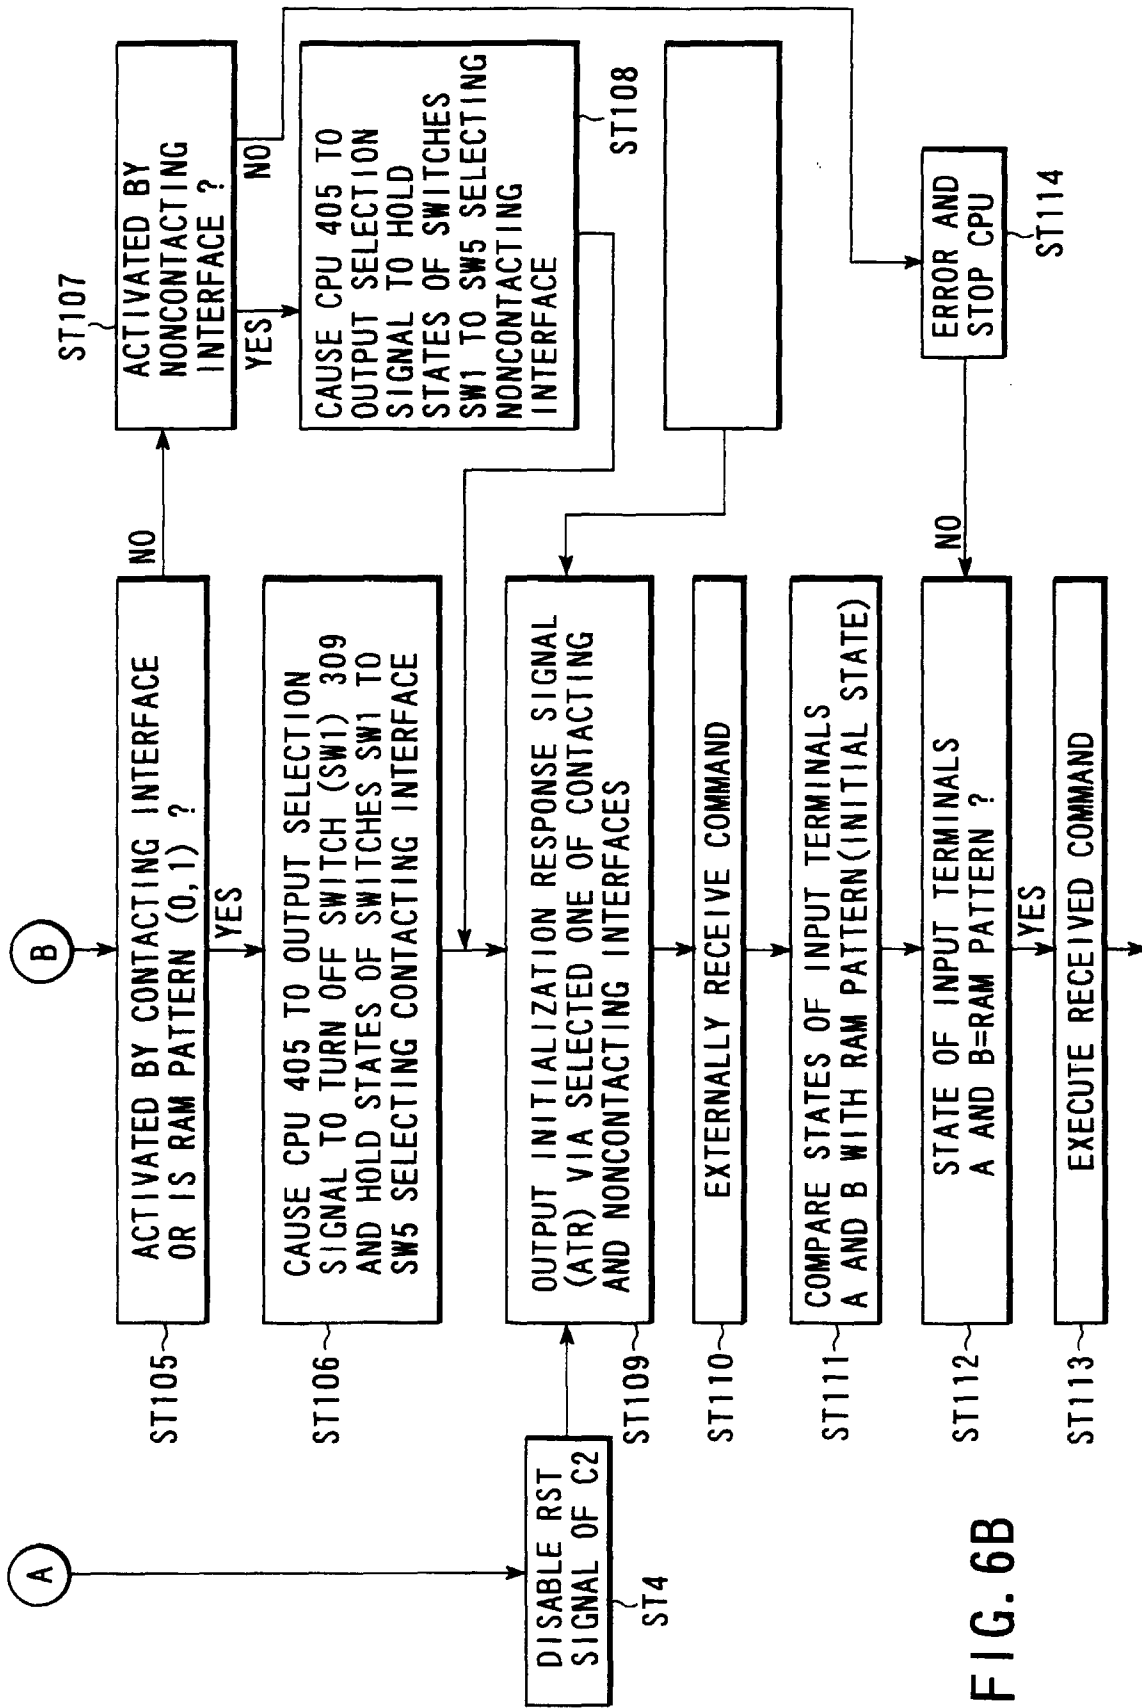 B
A
ST105
ACTIVATED BY CONTACTING INTERFACE
OR IS RAM PATTERN (0,1) ?
NO
YES
ST107
ACTIVATED BY
NONCONTACTING
INTERFACE ?
NO
YES
ST106
CAUSE CPU 405 TO OUTPUT SELECTION
SIGNAL TO TURN OFF SWITCH (SW1) 309
AND HOLD STATES OF SWITCHES SW1 TO
SW5 SELECTING CONTACTING INTERFACE
CAUSE CPU 405 TO
OUTPUT SELECTION
SIGNAL TO HOLD
STATES OF SWITCHES
SW1 TO SW5 SELECTING
NONCONTACTING
INTERFACE
ST108
DISABLE RST
SIGNAL OF C2
ST4
OUTPUT INITIALIZATION RESPONSE SIGNAL
(ATR) VIA SELECTED ONE OF CONTACTING
AND NONCONTACTING INTERFACES
ST109
EXTERNALLY RECEIVE COMMAND
ST110
COMPARE STATES OF INPUT TERMINALS
A AND B WITH RAM PATTERN(INITIAL STATE)
ST111
STATE OF INPUT TERMINALS
A AND B=RAM PATTERN ?
ST112
NO
YES
ERROR AND
STOP CPU
ST114
EXECUTE RECEIVED COMMAND
ST113
FIG. 6B